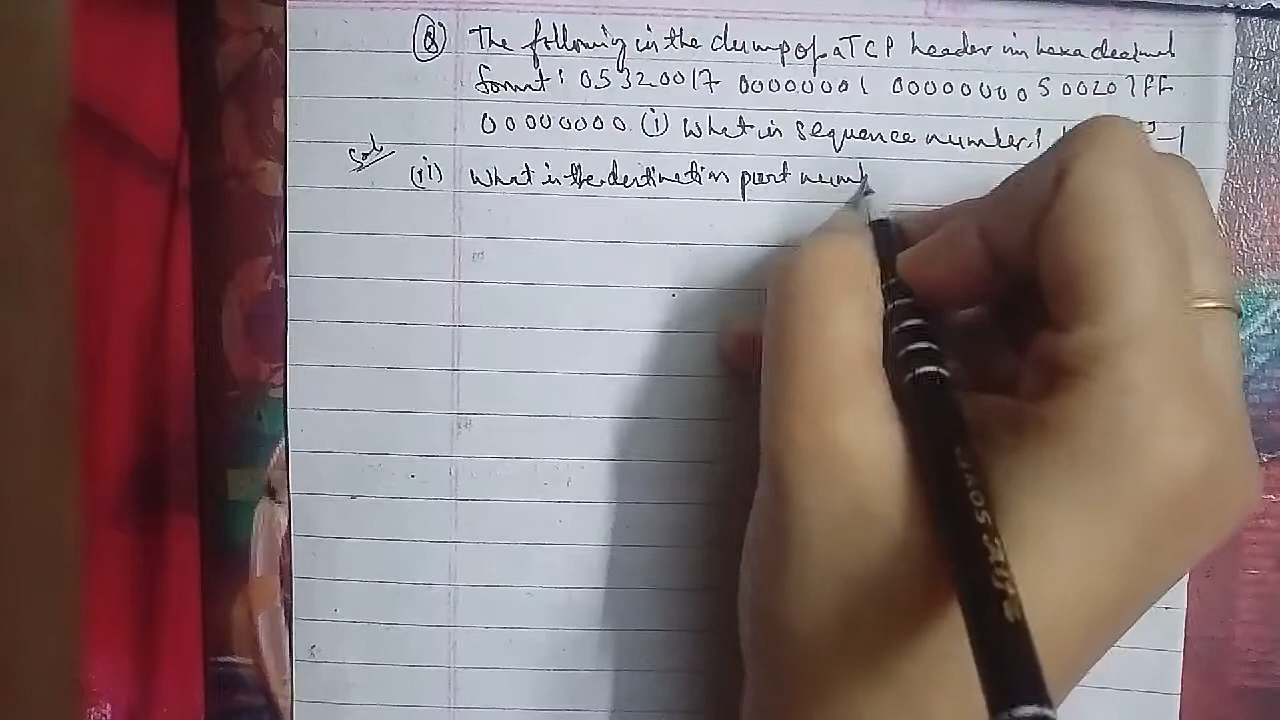 Q) The following is the dump of a TCP header in hexadecimal
format: 05320017 00000001 00000000 500207FF
00000000. (i) What is sequence number?
Sol (ii) What is the destination port numb